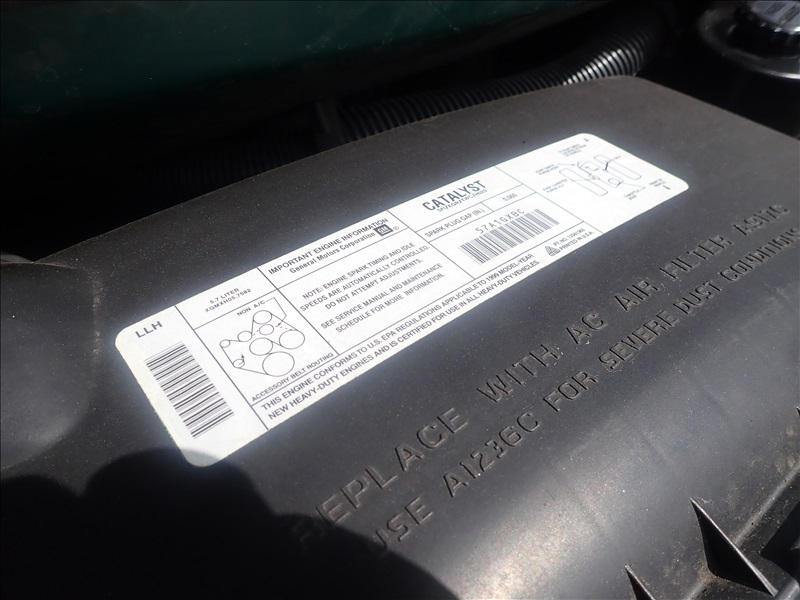 LLH
5.7 LITER
NON A/C
ACCESSORY BELT ROUTING
IMPORTANT ENGINE INFORMATION
General Motors Corporation GM ®
NOTE: ENGINE SPARK TIMING AND IDLE
SPEEDS ARE AUTOMATICALLY CONTROLLED
DO NOT ATTEMPT ADJUSTMENTS.
SEE SERVICE MANUAL AND MAINTENANCE
SCHEDULE FOR MORE INFORMATION.
THIS ENGINE CONFORMS TO U.S. EPA REGULATIONS APPLICABLE TO 1999 MODEL-YEAR
NEW HEAVY-DUTY ENGINES AND IS CERTIFIED FOR USE IN ALL HEAVY-DUTY VEHICLES.
CATALYST
SPARK PLUG GAP (IN.)
PRINTED IN U.S.A.
REPLACE WITH: AC AIR FILTER
USE A1236C FOR SEVERE DUST CONDITIONS